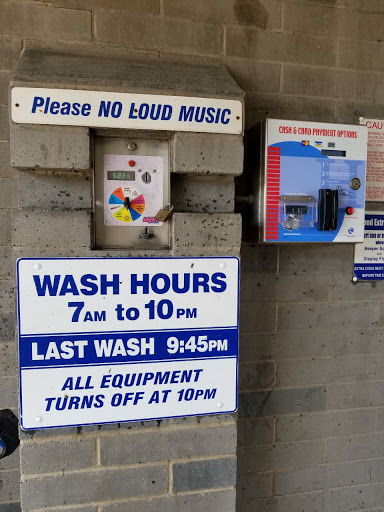 Please NO LOUD MUSIC
CASH & CARD PAYMENT OPTIONS
WASH HOURS
7AM to 10PM
LAST WASH 9:45PM
ALL EQUIPMENT
TURNS OFF AT 10PM